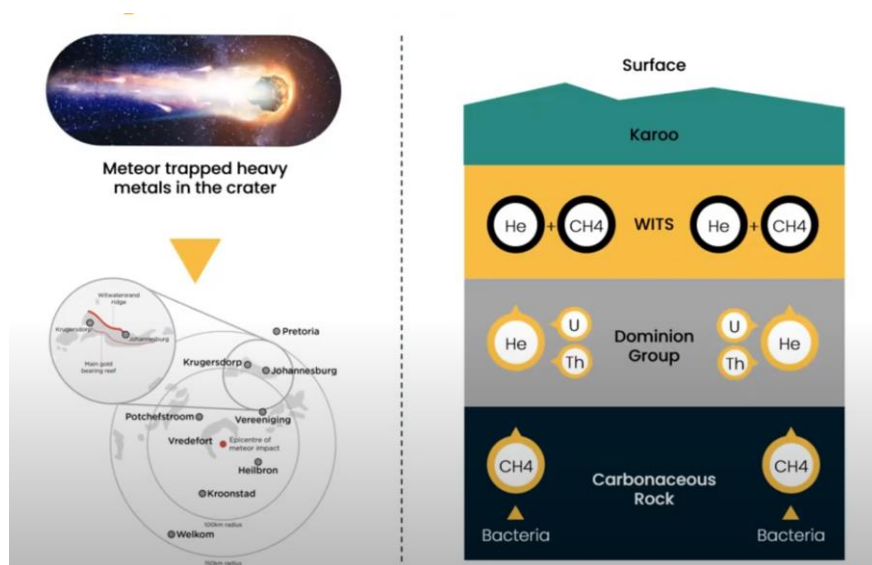 Meteor trapped heavy
metals in the crater
Witwatersrand
ridge
Krugersdorp
Johannesburg
Main gold
bearing reef
Pretoria
Krugersdorp
Johannesburg
Potchefstroom
Vereeniging
Vredefort
Epicentre of
meteor impact
Heilbron
Kroonstad
100km radius
Welkom
150km radius
Surface
Karoo
He + CH4 WITS He + CH4
He U Th
Dominion
Group
U Th He
CH4
Bacteria
Carbonaceous
Rock
CH4
Bacteria